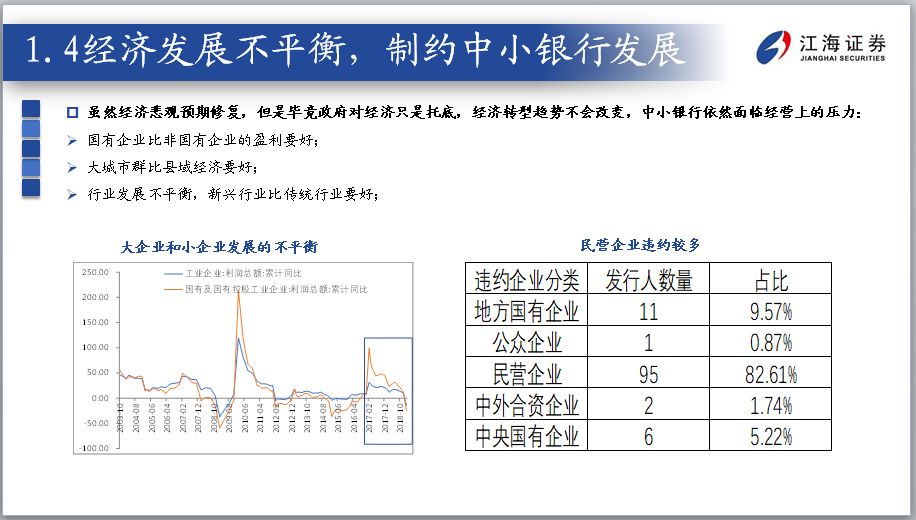 1.4经济发展不平衡，制约中小银行发展
江海证券
JIANGHAI SECURITIES
虽然经济悲观预期修复，但是毕竟政府对经济只是托底，经济转型趋势不会改变，中小银行依然面临经营上的压力：
国有企业比非国有企业的盈利要好；
大城市群比县域经济要好；
行业发展不平衡，新兴行业比传统行业要好；
大企业和小企业发展的不平衡
工业企业:利润总额:累计同比
国有及国有控股工业企业:利润总额:累计同比
250.00
200.00
150.00
100.00
50.00
0.00
-50.00
-100.00
2003-10
2004-08
2005-06
2006-04
2007-02
2007-12
2008-10
2009-08
2010-06
2011-04
2012-02
2012-12
2013-10
2014-08
2015-06
2016-04
2017-02
2017-12
2018-10
民营企业违约较多
违约企业分类 发行人数量 占比
地方国有企业 11 9.57%
公众企业 1 0.87%
民营企业 95 82.61%
中外合资企业 2 1.74%
中央国有企业 6 5.22%